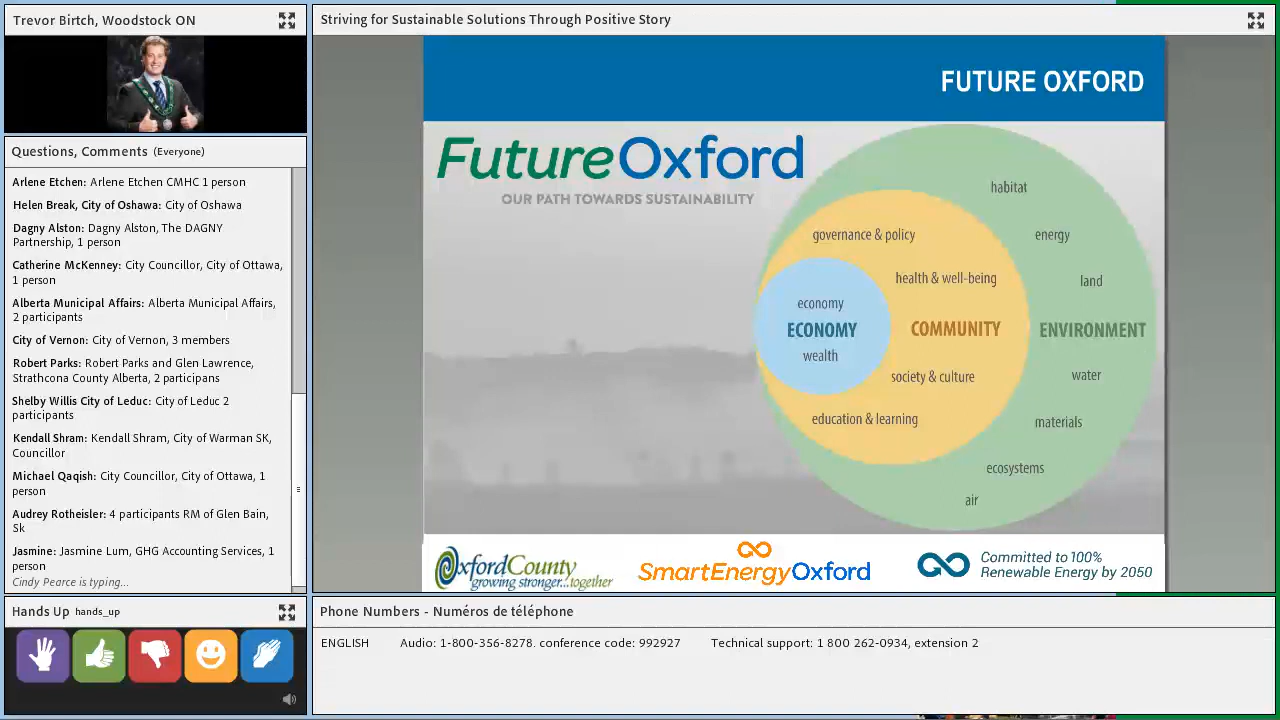 Trevor Birtch, Woodstock ON
Questions, Comments (Everyone)
Arlene Etchen: Arlene Etchen CMHC 1 person
Helen Break, City of Oshawa: City of Oshawa
Dagny Alston: Dagny Alston, The DAGNY
Partnership, 1 person
Catherine McKenney: City Councillor, City of Ottawa,
1 person
Alberta Municipal Affairs: Alberta Municipal Affairs,
2 participants
City of Vernon: City of Vernon, 3 members
Robert Parks: Robert Parks and Glen Lawrence,
Strathcona County Alberta, 2 participans
Shelby Willis City of Leduc: City of Leduc 2
participants
Kendall Shram: Kendall Shram, City of Warman SK,
Councillor
Michael Qaqish: City Councillor, City of Ottawa, 1
person
Audrey Rotheisler: 4 participants RM of Glen Bain,
Sk
Jasmine: Jasmine Lum, GHG Accounting Services, 1
person
Cindy Pearce is typing...
Hands Up hands_up
Striving for Sustainable Solutions Through Positive Story
FUTURE OXFORD
FutureOxford
OUR PATH TOWARDS SUSTAINABILITY
habitat
governance & policy
energy
health & well-being
land
economy
ECONOMY
COMMUNITY
ENVIRONMENT
wealth
society & culture
water
education & learning
materials
ecosystems
air
OxfordCounty
growing stronger...together
SmartEnergyOxford
Committed to 100%
Renewable Energy by 2050
Phone Numbers - Numéros de téléphone
ENGLISH Audio: 1-800-356-8278. conference code: 992927 Technical support: 1 800 262-0934, extension 2